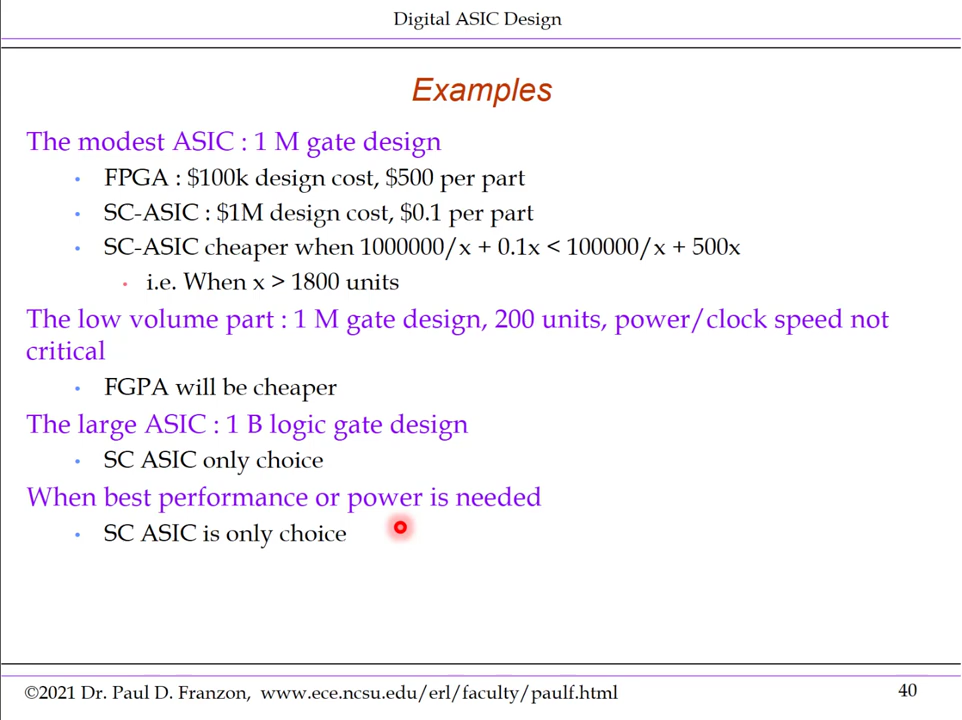 Digital ASIC Design
Examples
The modest ASIC : 1 M gate design
• FPGA : $100k design cost, $500 per part
• SC-ASIC : $1M design cost, $0.1 per part
• SC-ASIC cheaper when 1000000/x + 0.1x < 100000/x + 500x
• i.e. When x > 1800 units
The low volume part : 1 M gate design, 200 units, power/clock speed not
critical
• FGPA will be cheaper
The large ASIC : 1 B logic gate design
• SC ASIC only choice
When best performance or power is needed
• SC ASIC is only choice
©2021 Dr. Paul D. Franzon, www.ece.ncsu.edu/erl/faculty/paulf.html
40